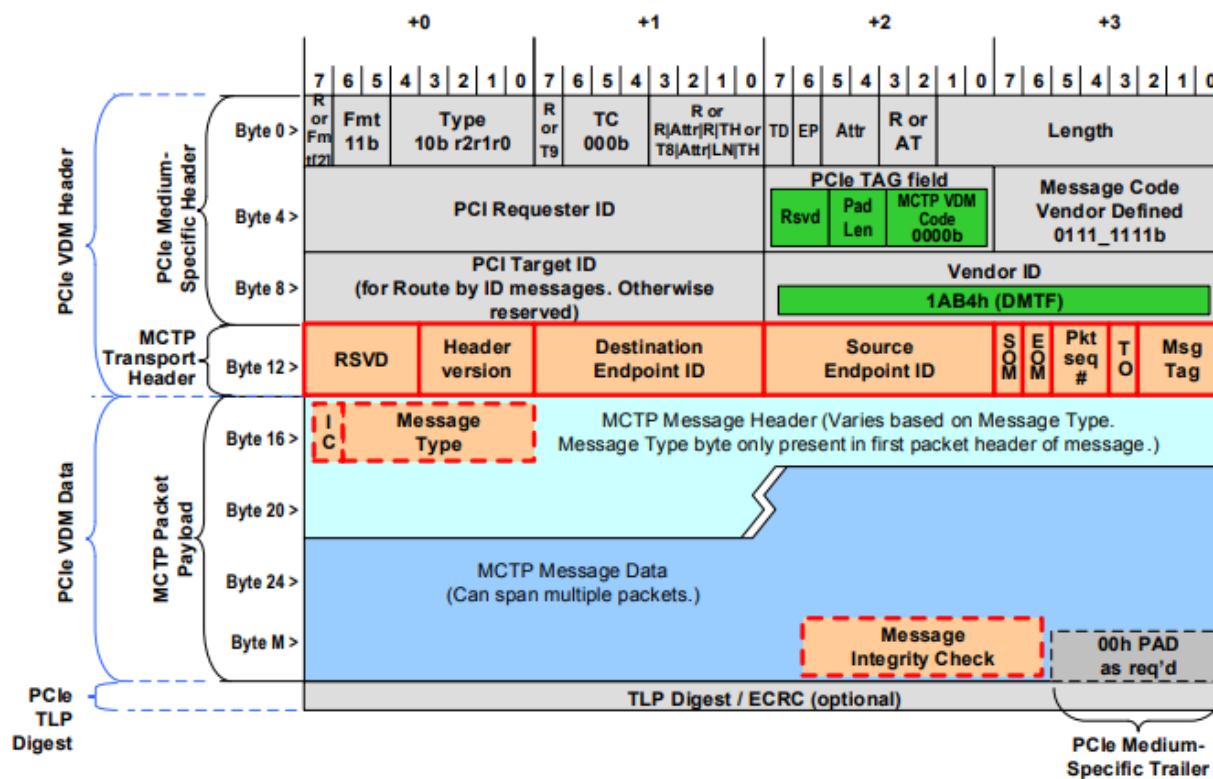 +0 +1 +2 +3
7 6 5 4 3 2 1 0 7 6 5 4 3 2 1 0 7 6 5 4 3 2 1 0 7 6 5 4 3 2 1 0
PCIe VDM Header
PCIe Medium-
Specific Header
Byte 0 >
R
or
Fm
t[2]
Fmt
11b
Type
10b r2r1r0
R
or
T9
TC
000b
R or
R|Attr|R|TH or
T8|Attr|LN|TH
TD
EP
Attr
R or
AT
Length
Byte 4 >
PCI Requester ID
PCIe TAG field
Rsvd
Pad
Len
MCTP VDM
Code
0000b
Message Code
Vendor Defined
0111_1111b
Byte 8 >
PCI Target ID
(for Route by ID messages. Otherwise
reserved)
Vendor ID
1AB4h (DMTF)
MCTP
Transport
Header
Byte 12 >
RSVD
Header
version
Destination
Endpoint ID
Source
Endpoint ID
SOM
EOM
Pkt
seq
#
TO
Msg
Tag
PCIe VDM Data
MCTP Packet
Payload
Byte 16 >
IC
Message
Type
MCTP Message Header (Varies based on Message Type.
Message Type byte only present in first packet header of message.)
Byte 20 >
Byte 24 >
MCTP Message Data
(Can span multiple packets.)
Byte M >
Message
Integrity Check
00h PAD
as req'd
PCIe
TLP
Digest
TLP Digest / ECRC (optional)
PCIe Medium-
Specific Trailer